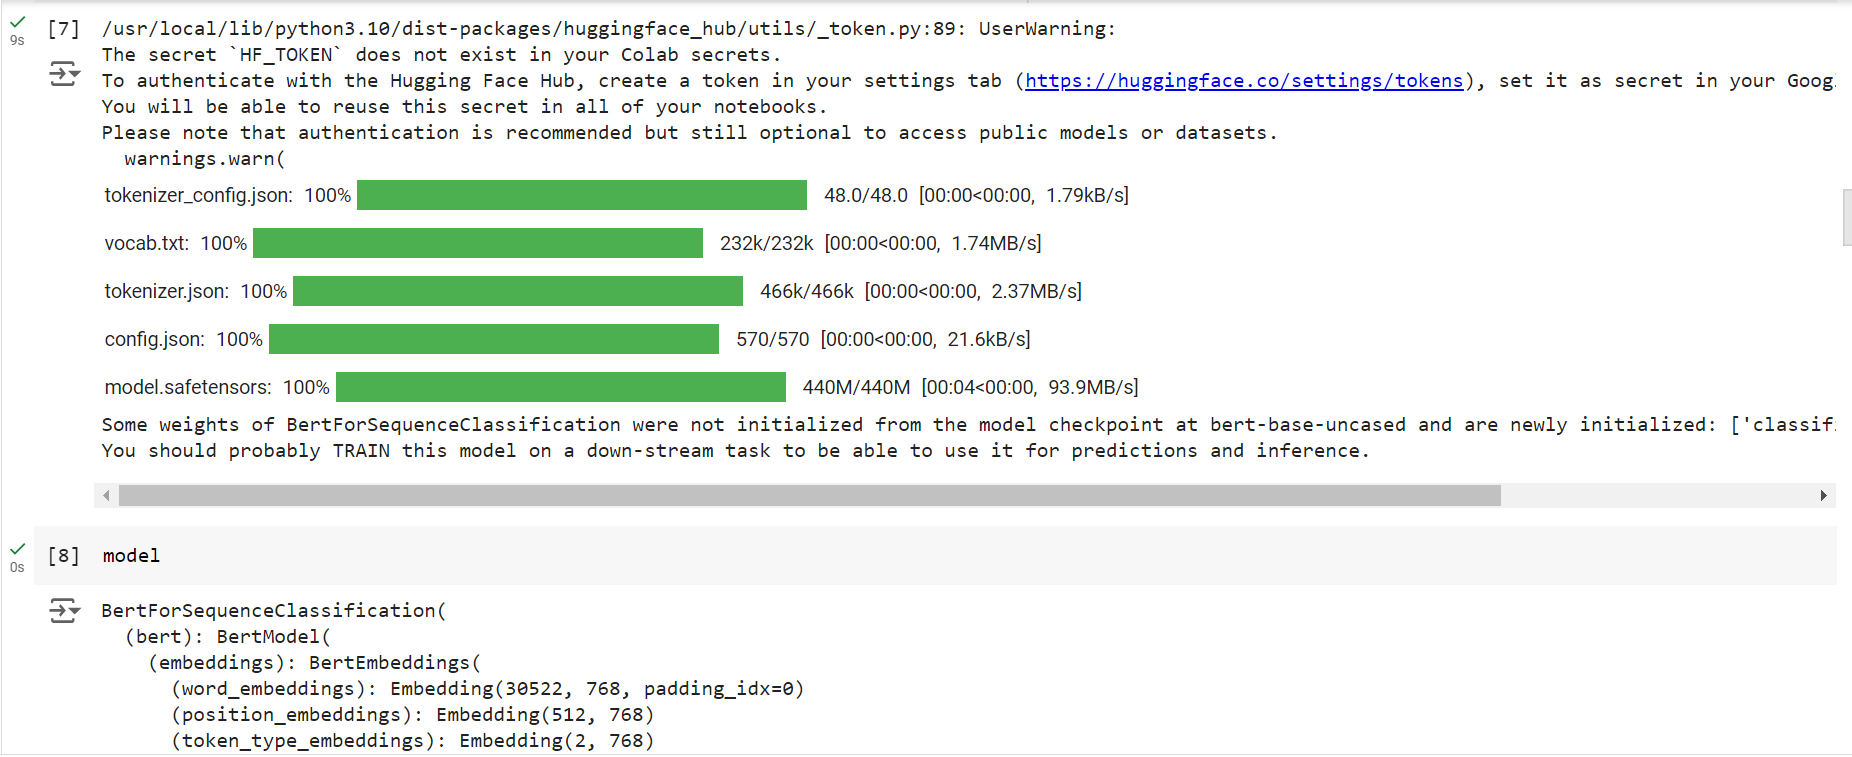 [7] /usr/local/lib/python3.10/dist-packages/huggingface_hub/utils/_token.py:89: UserWarning:
9s
The secret `HF_TOKEN` does not exist in your Colab secrets.
To authenticate with the Hugging Face Hub, create a token in your settings tab (https://huggingface.co/settings/tokens), set it as secret in your Googl
You will be able to reuse this secret in all of your notebooks.
Please note that authentication is recommended but still optional to access public models or datasets.
warnings.warn(
tokenizer_config.json: 100% 48.0/48.0 [00:00<00:00, 1.79kB/s]
vocab.txt: 100% 232k/232k [00:00<00:00, 1.74MB/s]
tokenizer.json: 100% 466k/466k [00:00<00:00, 2.37MB/s]
config.json: 100% 570/570 [00:00<00:00, 21.6kB/s]
model.safetensors: 100% 440M/440M [00:04<00:00, 93.9MB/s]
Some weights of BertForSequenceClassification were not initialized from the model checkpoint at bert-base-uncased and are newly initialized: ['classifi
You should probably TRAIN this model on a down-stream task to be able to use it for predictions and inference.
[8] model
0s
BertForSequenceClassification(
(bert): BertModel(
(embeddings): BertEmbeddings(
(word_embeddings): Embedding(30522, 768, padding_idx=0)
(position_embeddings): Embedding(512, 768)
(token_type_embeddings): Embedding(2, 768)